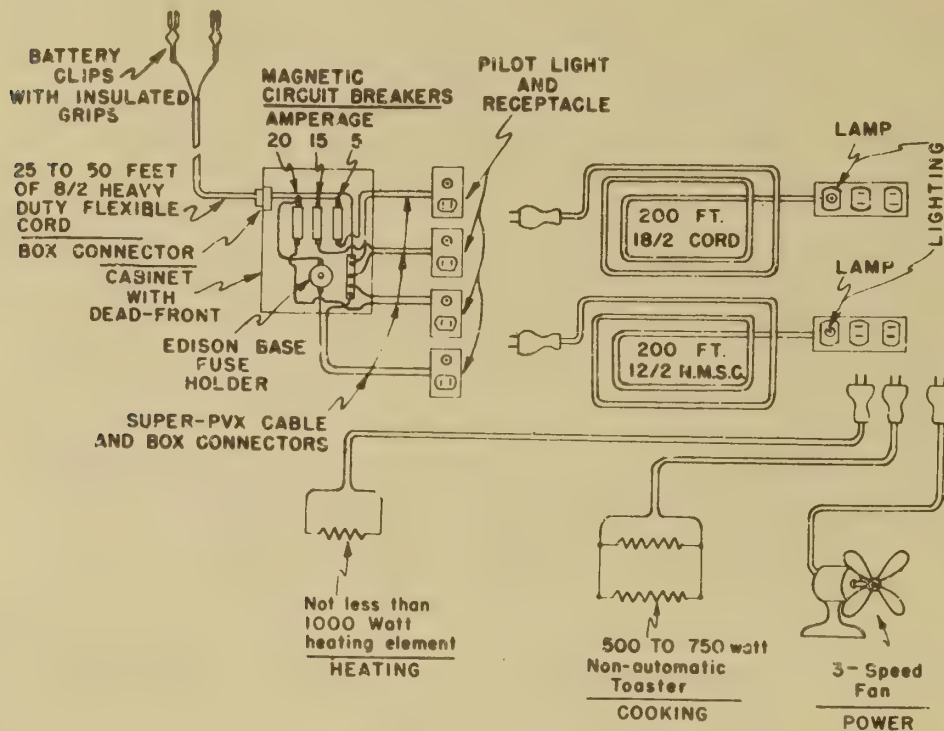 BATTERY
CLIPS
WITH INSULATED
GRIPS
MAGNETIC
CIRCUIT BREAKERS
AMPERAGE
20 15 5
PILOT LIGHT
AND
RECEPTACLE
25 TO 50 FEET
OF 8/2 HEAVY
DUTY FLEXIBLE
CORD
BOX CONNECTOR
CABINET
WITH
DEAD-FRONT
EDISON BASE
FUSE
HOLDER
SUPER-PVX CABLE
AND BOX CONNECTORS
LAMP
LIGHTING
200 FT.
18/2 CORD
LAMP
200 FT.
12/2 N.M.S.C.
Not less than
1000 Watt
heating element
HEATING
500 TO 750 watt
Non-automatic
Toaster
COOKING
3-Speed
Fan
POWER